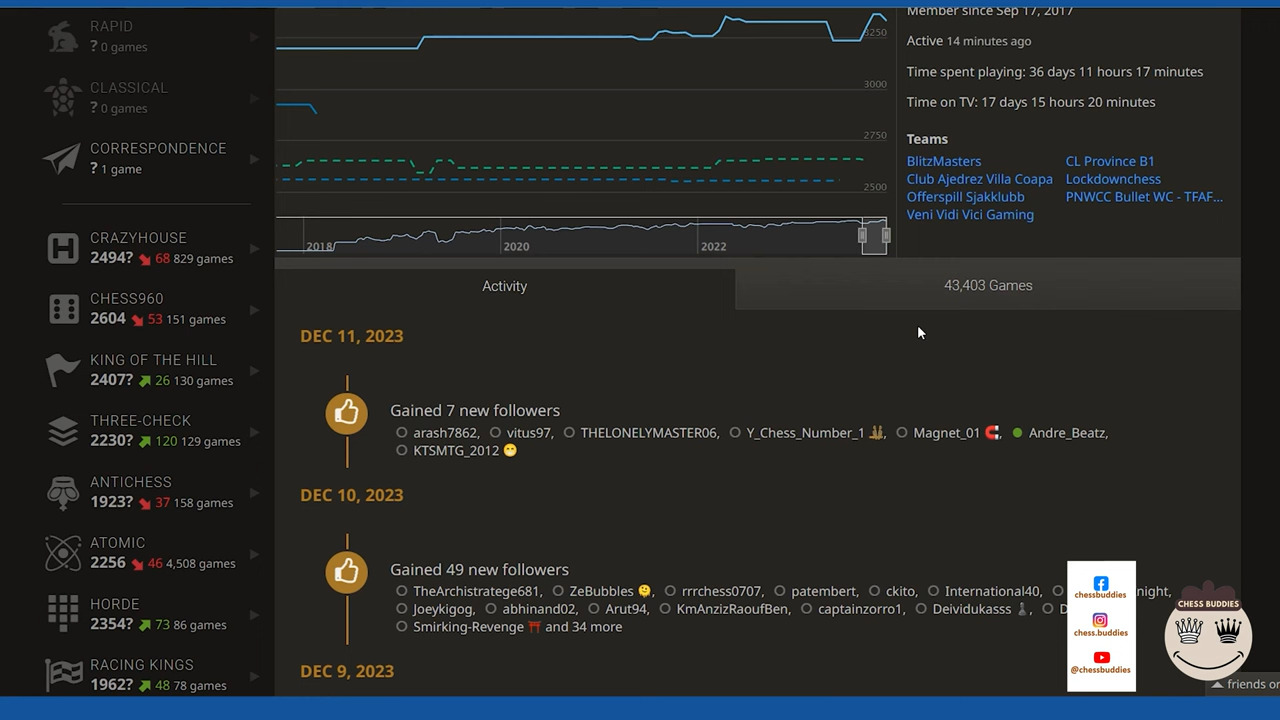 RAPID
? 0 games
CLASSICAL
? 0 games
CORRESPONDENCE
? 1 game
CRAZYHOUSE
2494? 68 829 games
CHESS960
2604 53 151 games
KING OF THE HILL
2407? 26 130 games
THREE-CHECK
2230? 120 129 games
ANTICHESS
1923? 37 158 games
ATOMIC
2256 46 4,508 games
HORDE
2354? 73 86 games
RACING KINGS
1962? 48 78 games
3250
3000
2750
2500
2018 2020 2022
Member since Sep 17, 2017
Active 14 minutes ago
Time spent playing: 36 days 11 hours 17 minutes
Time on TV: 17 days 15 hours 20 minutes
Teams
BlitzMasters CL Province B1
Club Ajedrez Villa Coapa Lockdownchess
Offerspill Sjakklubb PNWCC Bullet WC - TFAF...
Veni Vidi Vici Gaming
Activity 43,403 Games
DEC 11, 2023
Gained 7 new followers
arash7862, vitus97, THELONELYMASTER06, Y_Chess_Number_1, Magnet_01, Andre_Beatz,
KTSMTG_2012
DEC 10, 2023
Gained 49 new followers
TheArchistratege681, ZeBubbles, rrrchess0707, patembert, ckito, International40,
Joeykigog, abhinand02, Arut94, KmAnzizRaoufBen, captainzorro1, Deividukasss,
Smirking-Revenge and 34 more
DEC 9, 2023
chessbuddies
chess.buddies
@chessbuddies
CHESS BUDDIES
friends